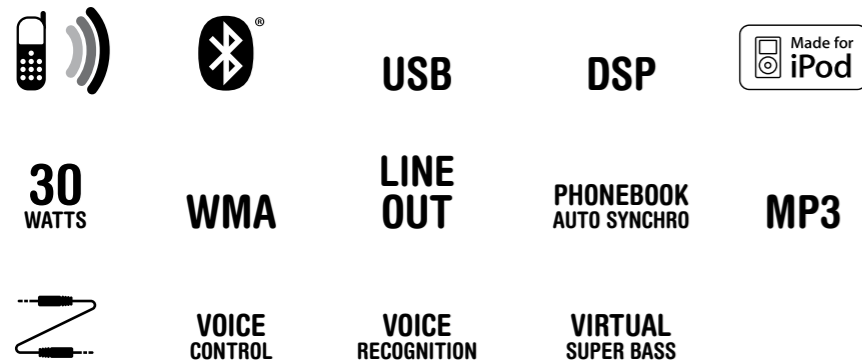 ®
USB
DSP
Made for
iPod
30
WATTS
WMA
LINE
OUT
PHONEBOOK
AUTO SYNCHRO
MP3
VOICE
CONTROL
VOICE
RECOGNITION
VIRTUAL
SUPER BASS